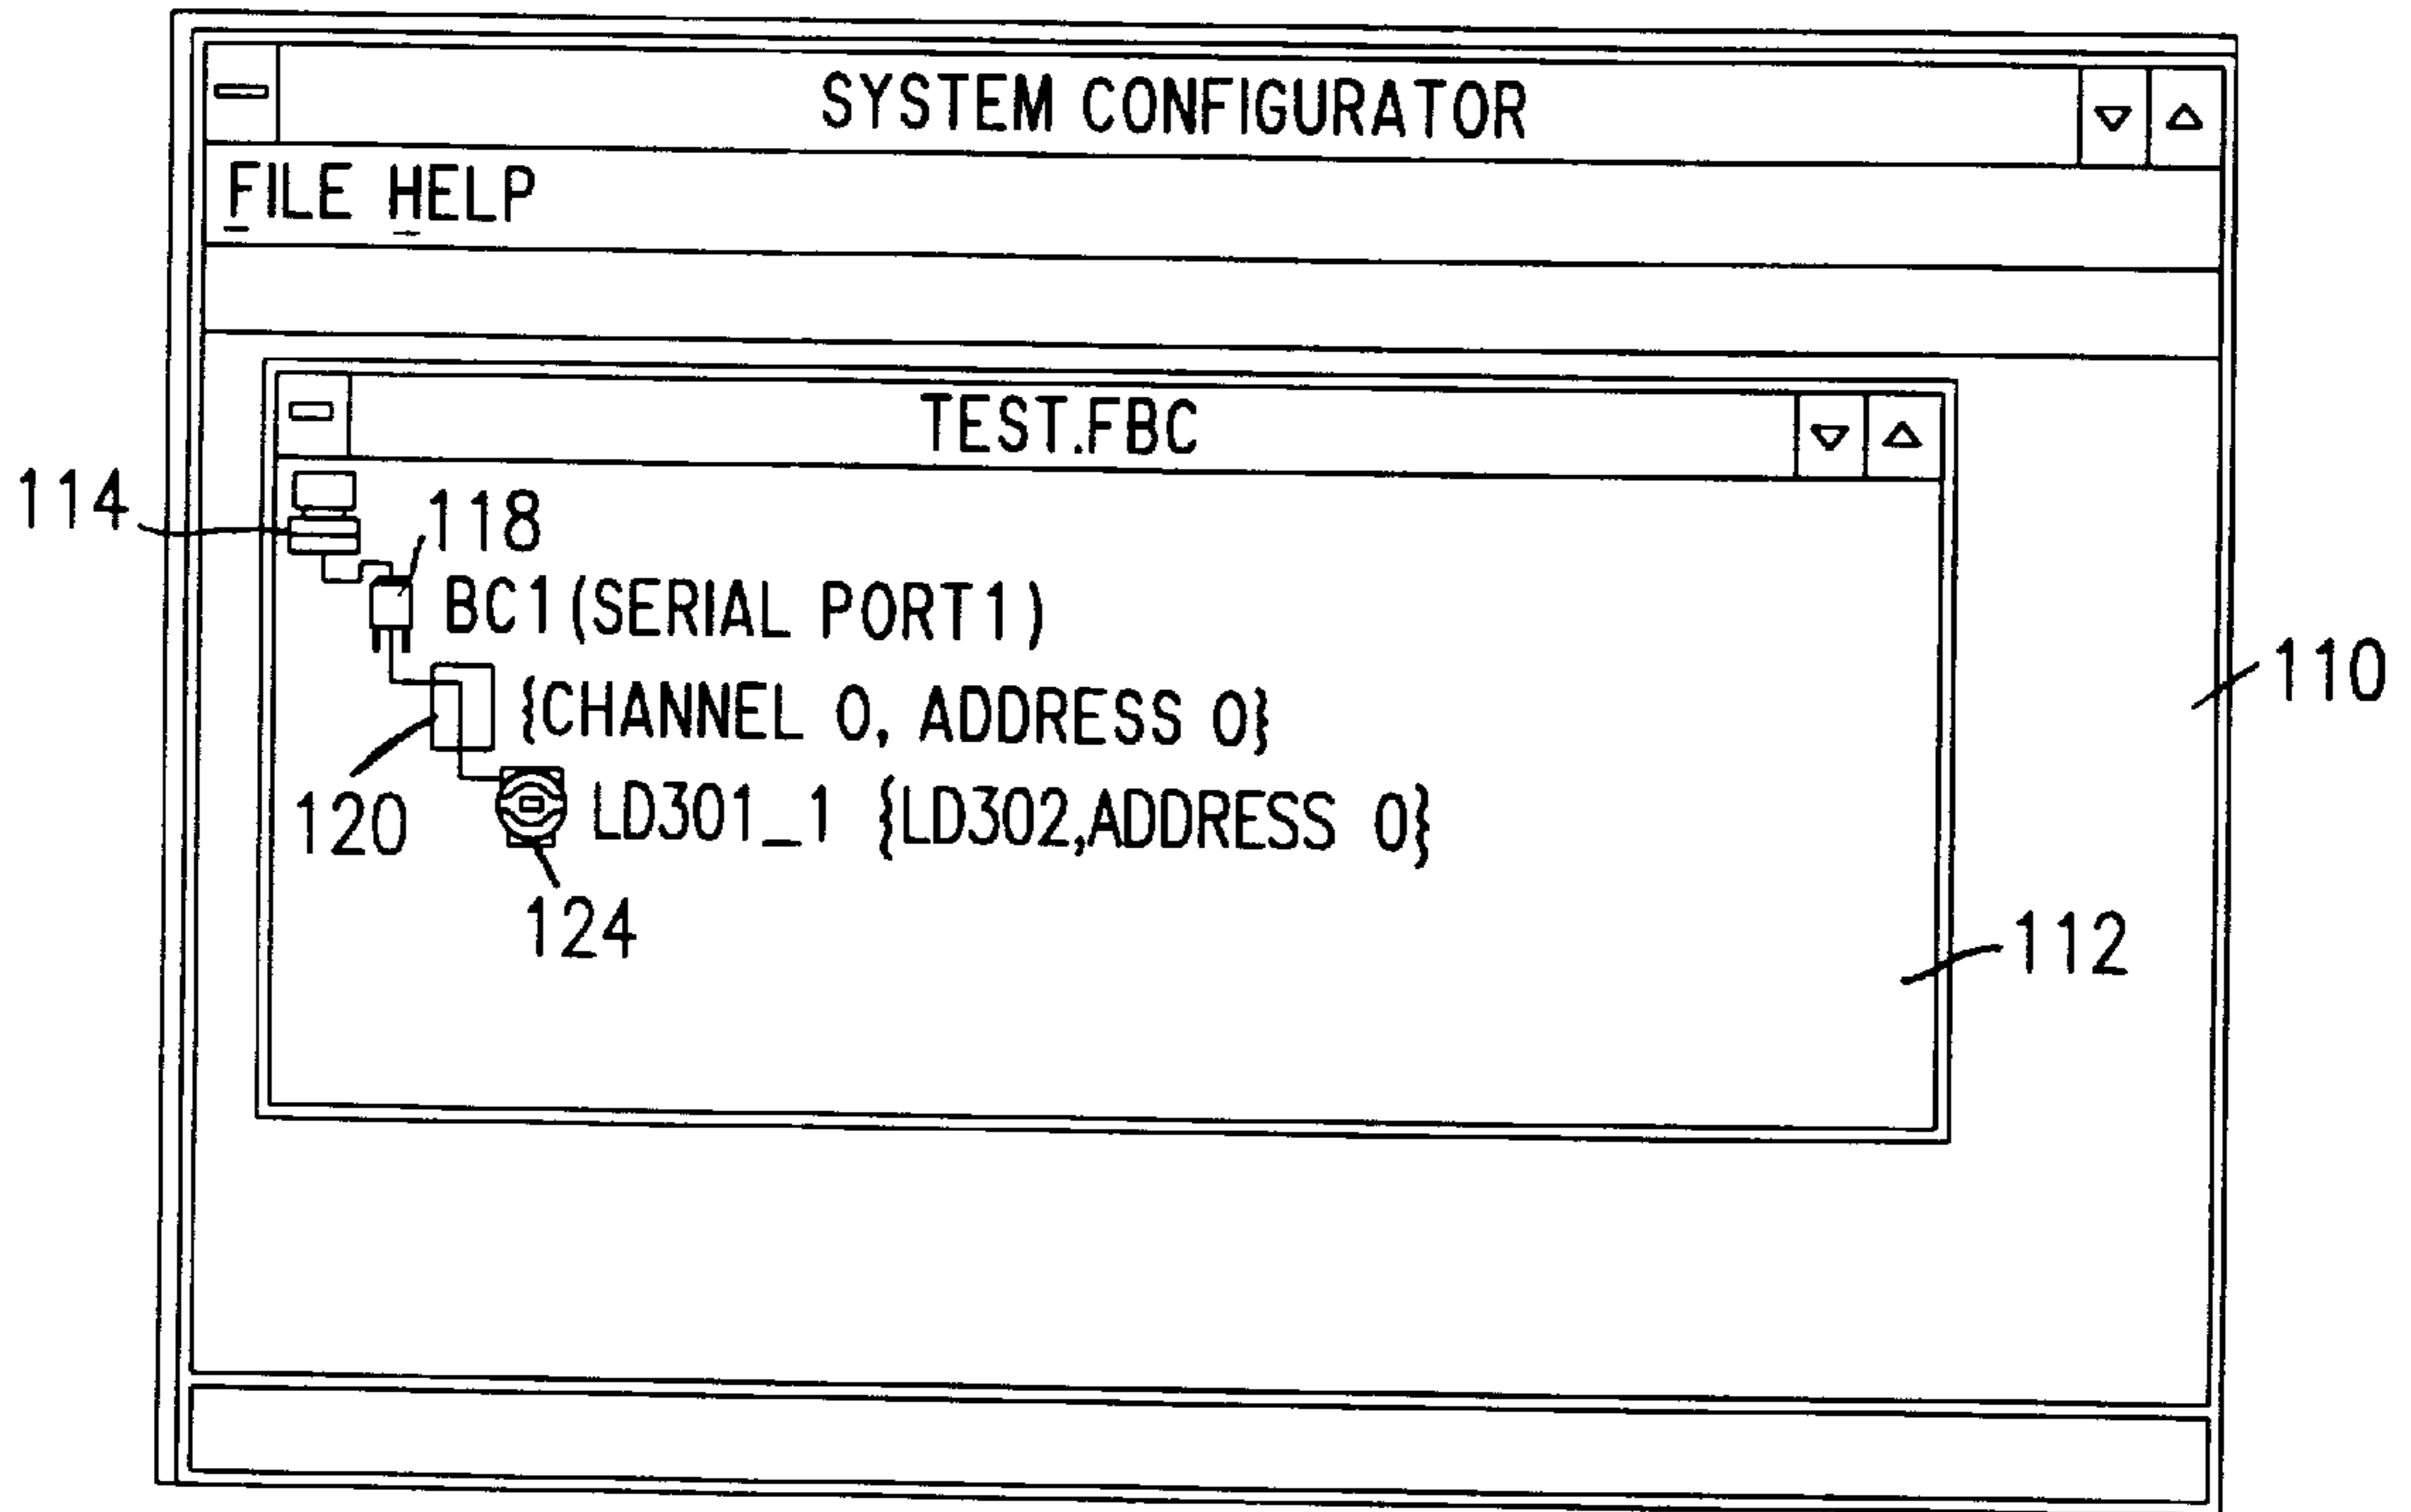 SYSTEM CONFIGURATOR
FILE HELP
TEST.FBC
114
118
BC1(SERIAL PORT1)
110
{CHANNEL 0, ADDRESS 0}
120
LD301_1 {LD302,ADDRESS 0}
124
112